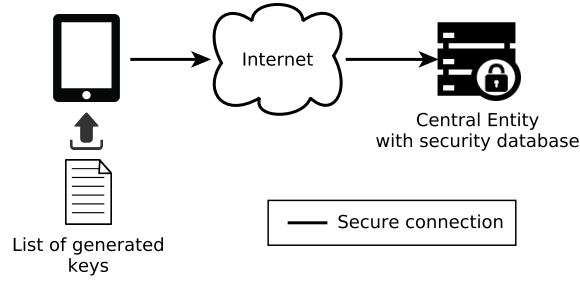 Internet
Central Entity
with security database
List of generated
keys
Secure connection